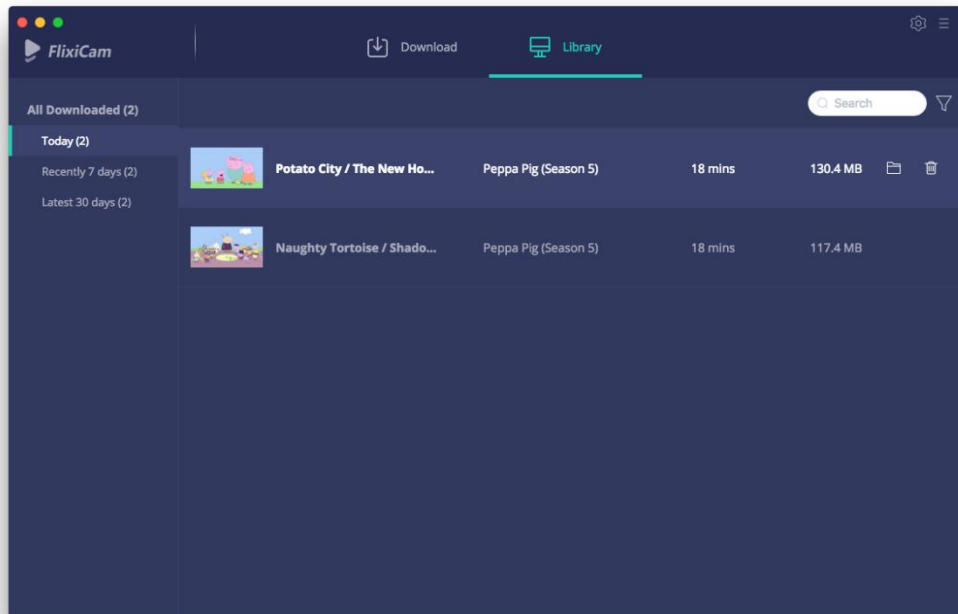 FlixiCam
Download
Library
Search
All Downloaded (2)
Today (2)
Recently 7 days (2)
Latest 30 days (2)
Potato City / The New Ho... Peppa Pig (Season 5) 18 mins 130.4 MB
Naughty Tortoise / Shado... Peppa Pig (Season 5) 18 mins 117.4 MB